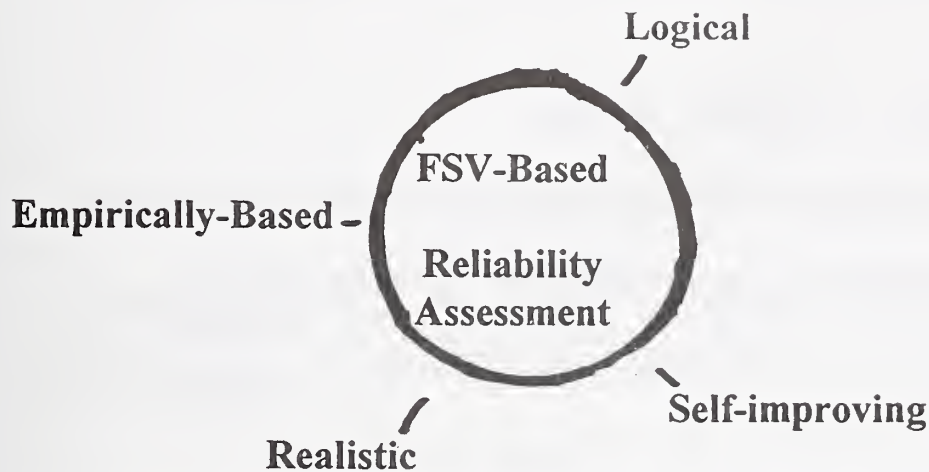 Logical
FSV-Based
Empirically-Based
Reliability
Assessment
Self-improving
Realistic